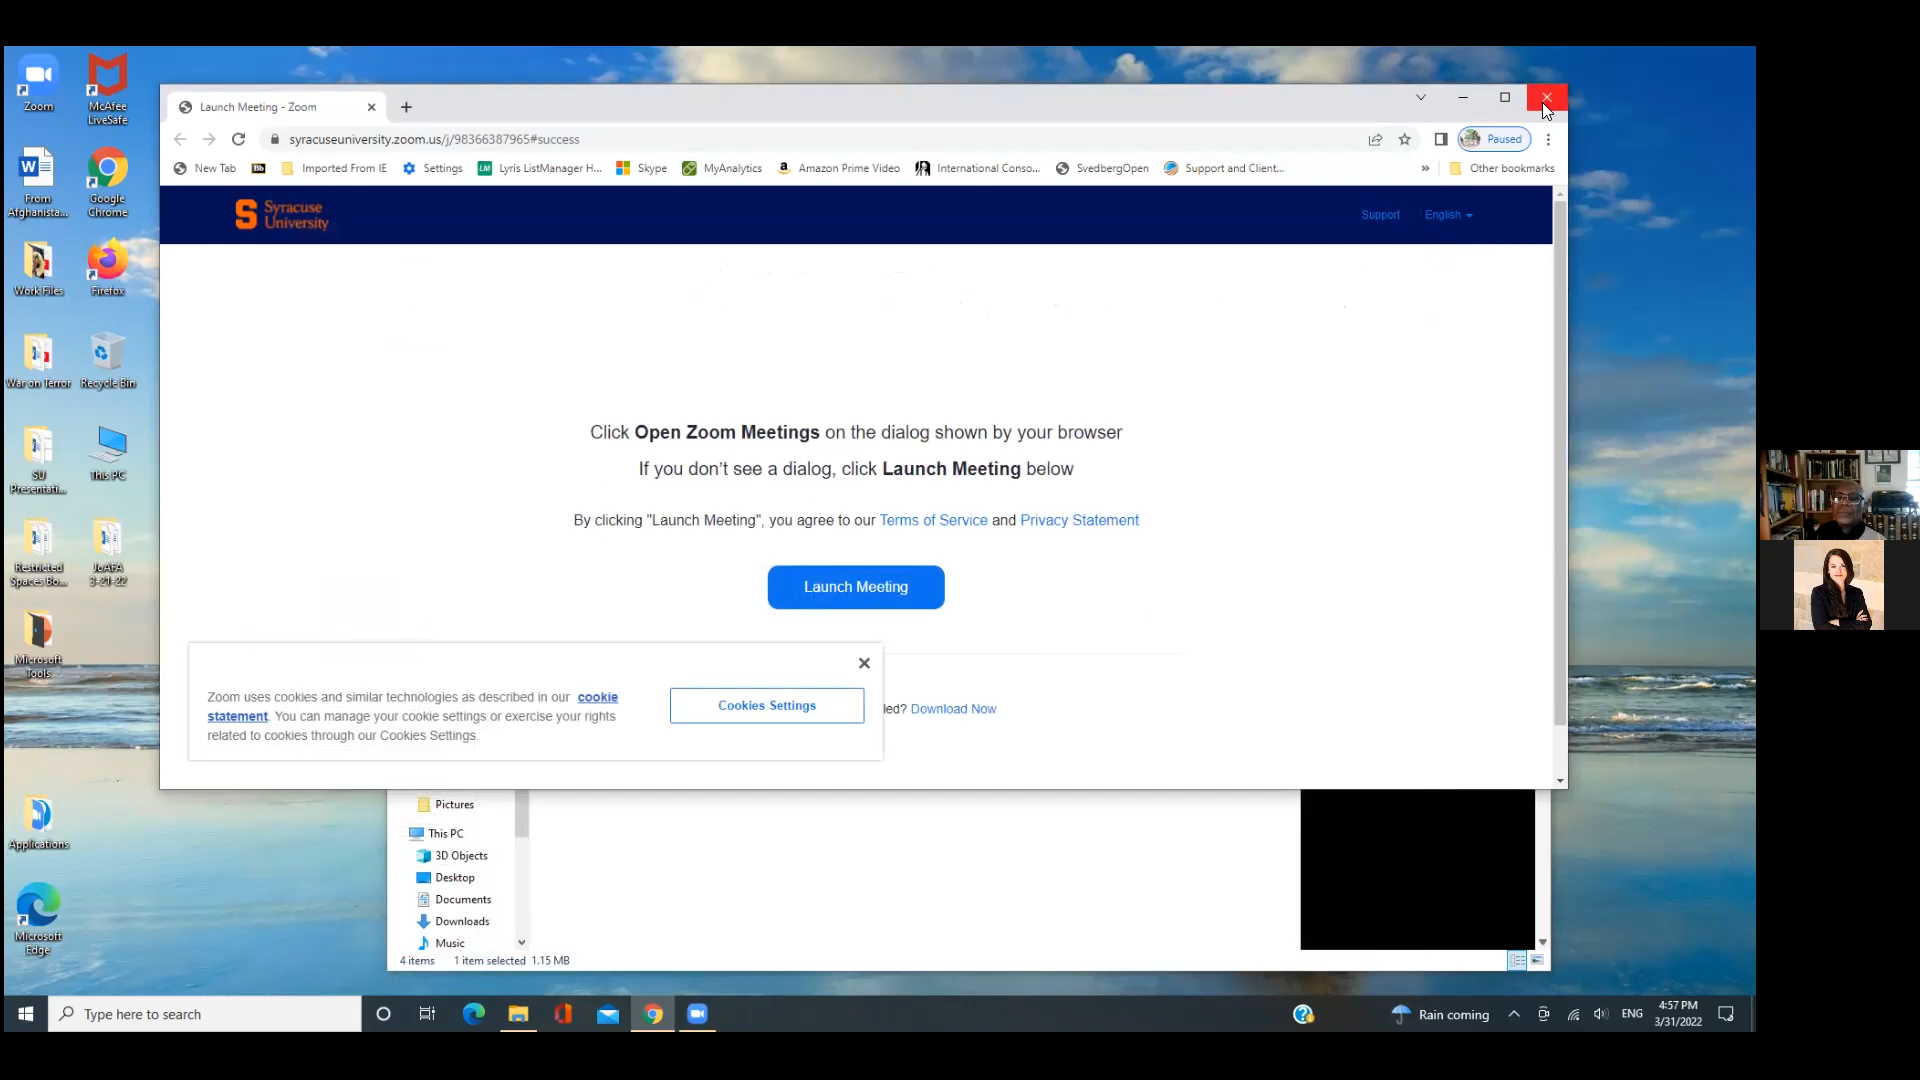 Zoom
McAfee
LiveSafe
From
Afghanista...
Google
Chrome
Work Files
Firefox
War on Terror
Recycle Bin
SU
Presentati...
This PC
Restricted
Spaces Bo...
JoAFA
3-21-22
Microsoft
Tools
Applications
Microsoft
Edge
Launch Meeting - Zoom
syracuseuniversity.zoom.us/j/98366387965#success
Paused
New Tab
Bb
Imported From IE
Settings
LM
Lyris ListManager H...
Skype
MyAnalytics
Amazon Prime Video
International Conso...
SvedbergOpen
Support and Client...
»
Other bookmarks
Syracuse
University
Support
English
Click Open Zoom Meetings on the dialog shown by your browser
If you don’t see a dialog, click Launch Meeting below
By clicking "Launch Meeting", you agree to our Terms of Service and Privacy Statement
Launch Meeting
Zoom uses cookies and similar technologies as described in our cookie
statement. You can manage your cookie settings or exercise your rights
related to cookies through our Cookies Settings.
Cookies Settings
led? Download Now
Pictures
This PC
3D Objects
Desktop
Documents
Downloads
Music
4 items 1 item selected 1.15 MB
Type here to search
Rain coming
ENG
4:57 PM
3/31/2022